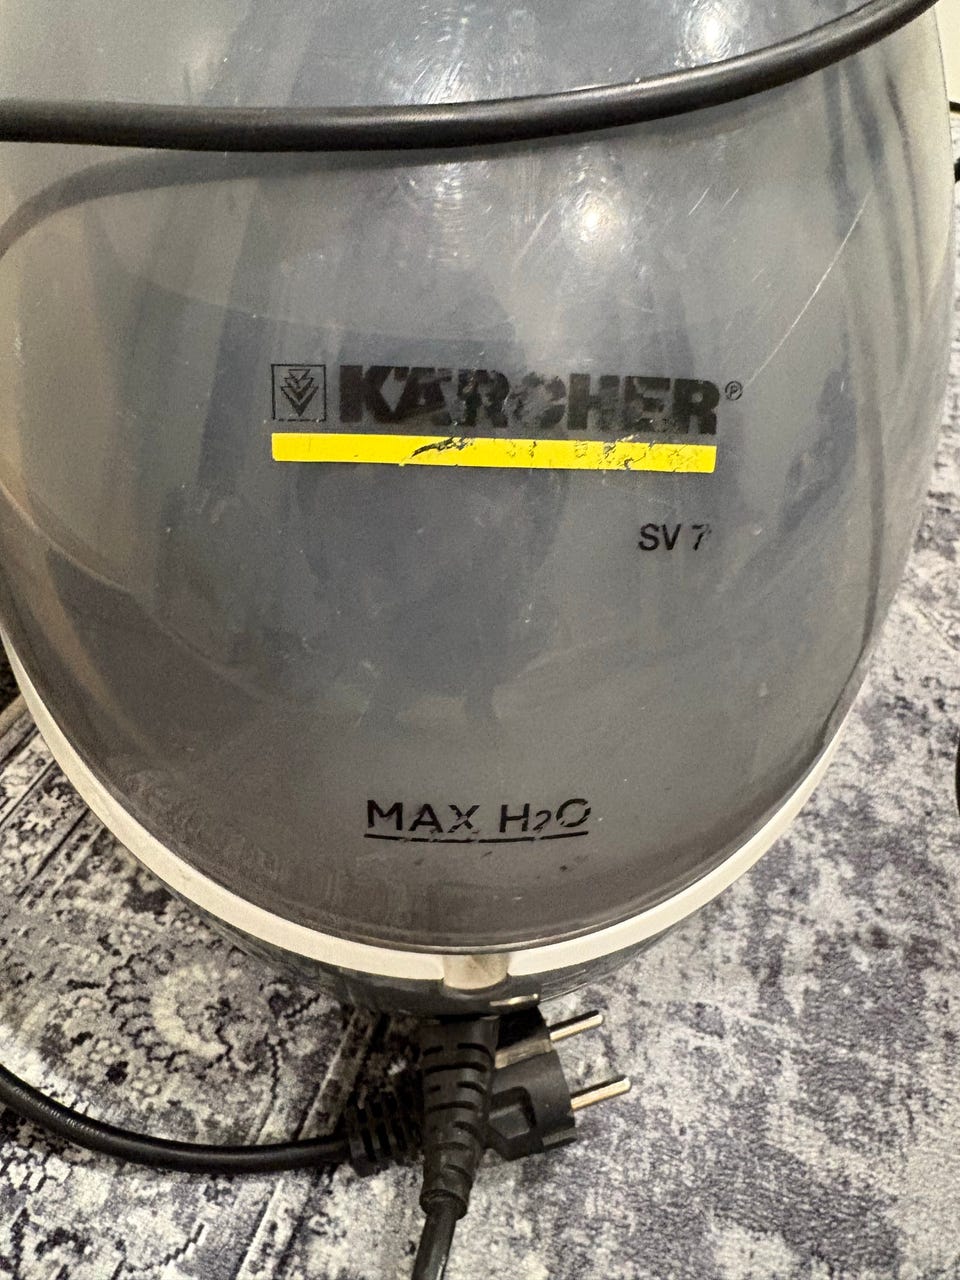 KÄRCHER®
SV 7
MAX H2O